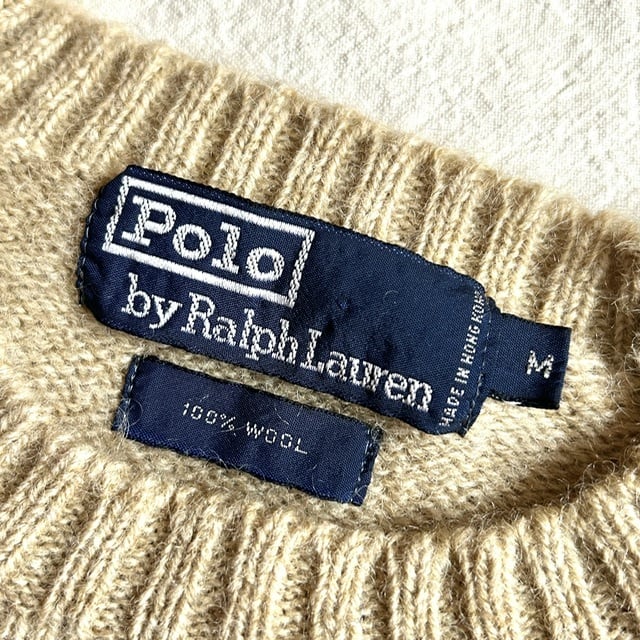 Polo
by Ralph Lauren
MADE IN HONG KONG
M
100% WOOL